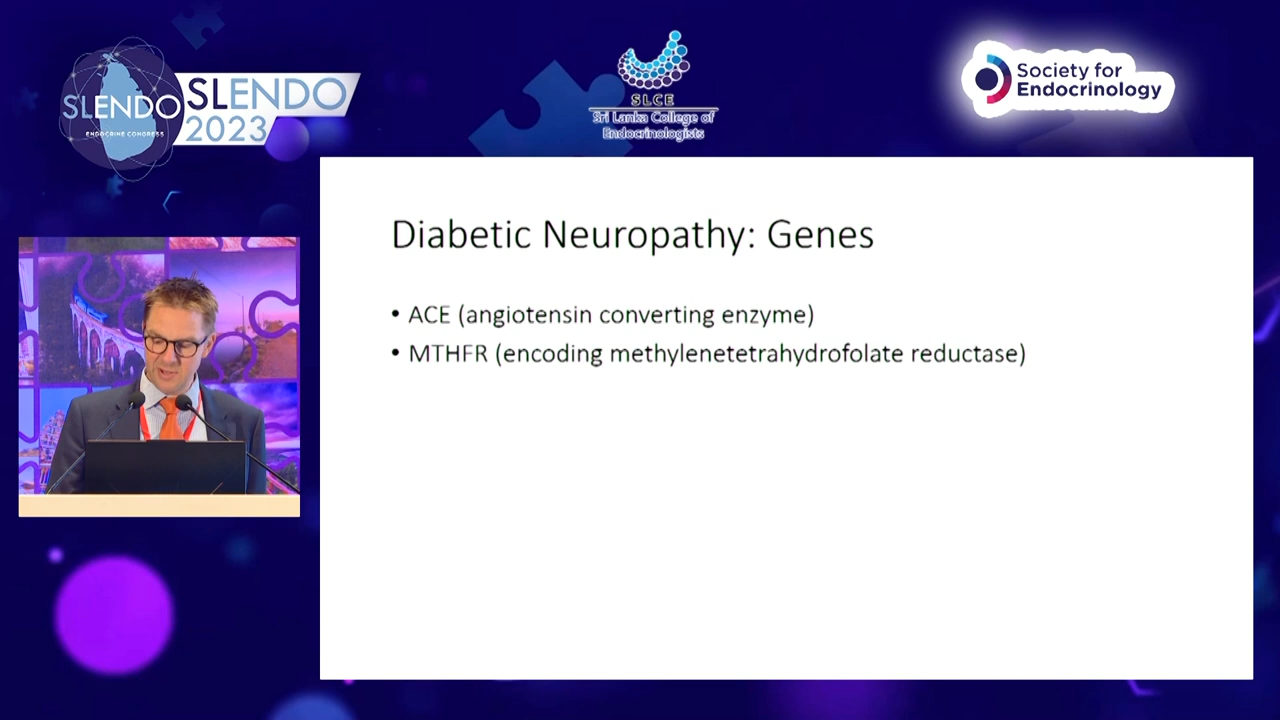 SLENDO
ENDOCRINE CONGRESS
SLENDO
2023
SLCE
Sri Lanka College of
Endocrinologists
Society for
Endocrinology
Diabetic Neuropathy: Genes
• ACE (angiotensin converting enzyme)
• MTHFR (encoding methylenetetrahydrofolate reductase)